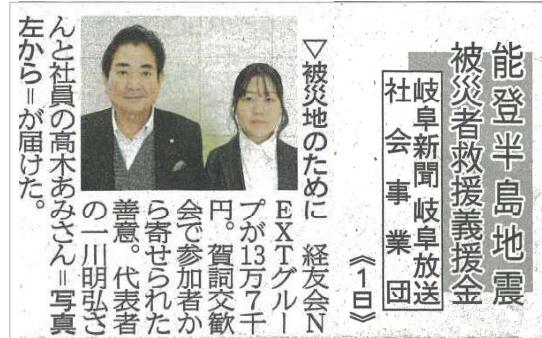 能登半島地震
被災者救援義援金
岐阜新聞岐阜放送
社会事業団
《1日》
▽被災地のために　経友会N
EXTグルー
プが13万7千
円。賀詞交歓
会で参加者か
ら寄せられた
善意。代表者
の一川明弘さ
んと社員の髙木あみさん＝写真
左から＝が届けた。